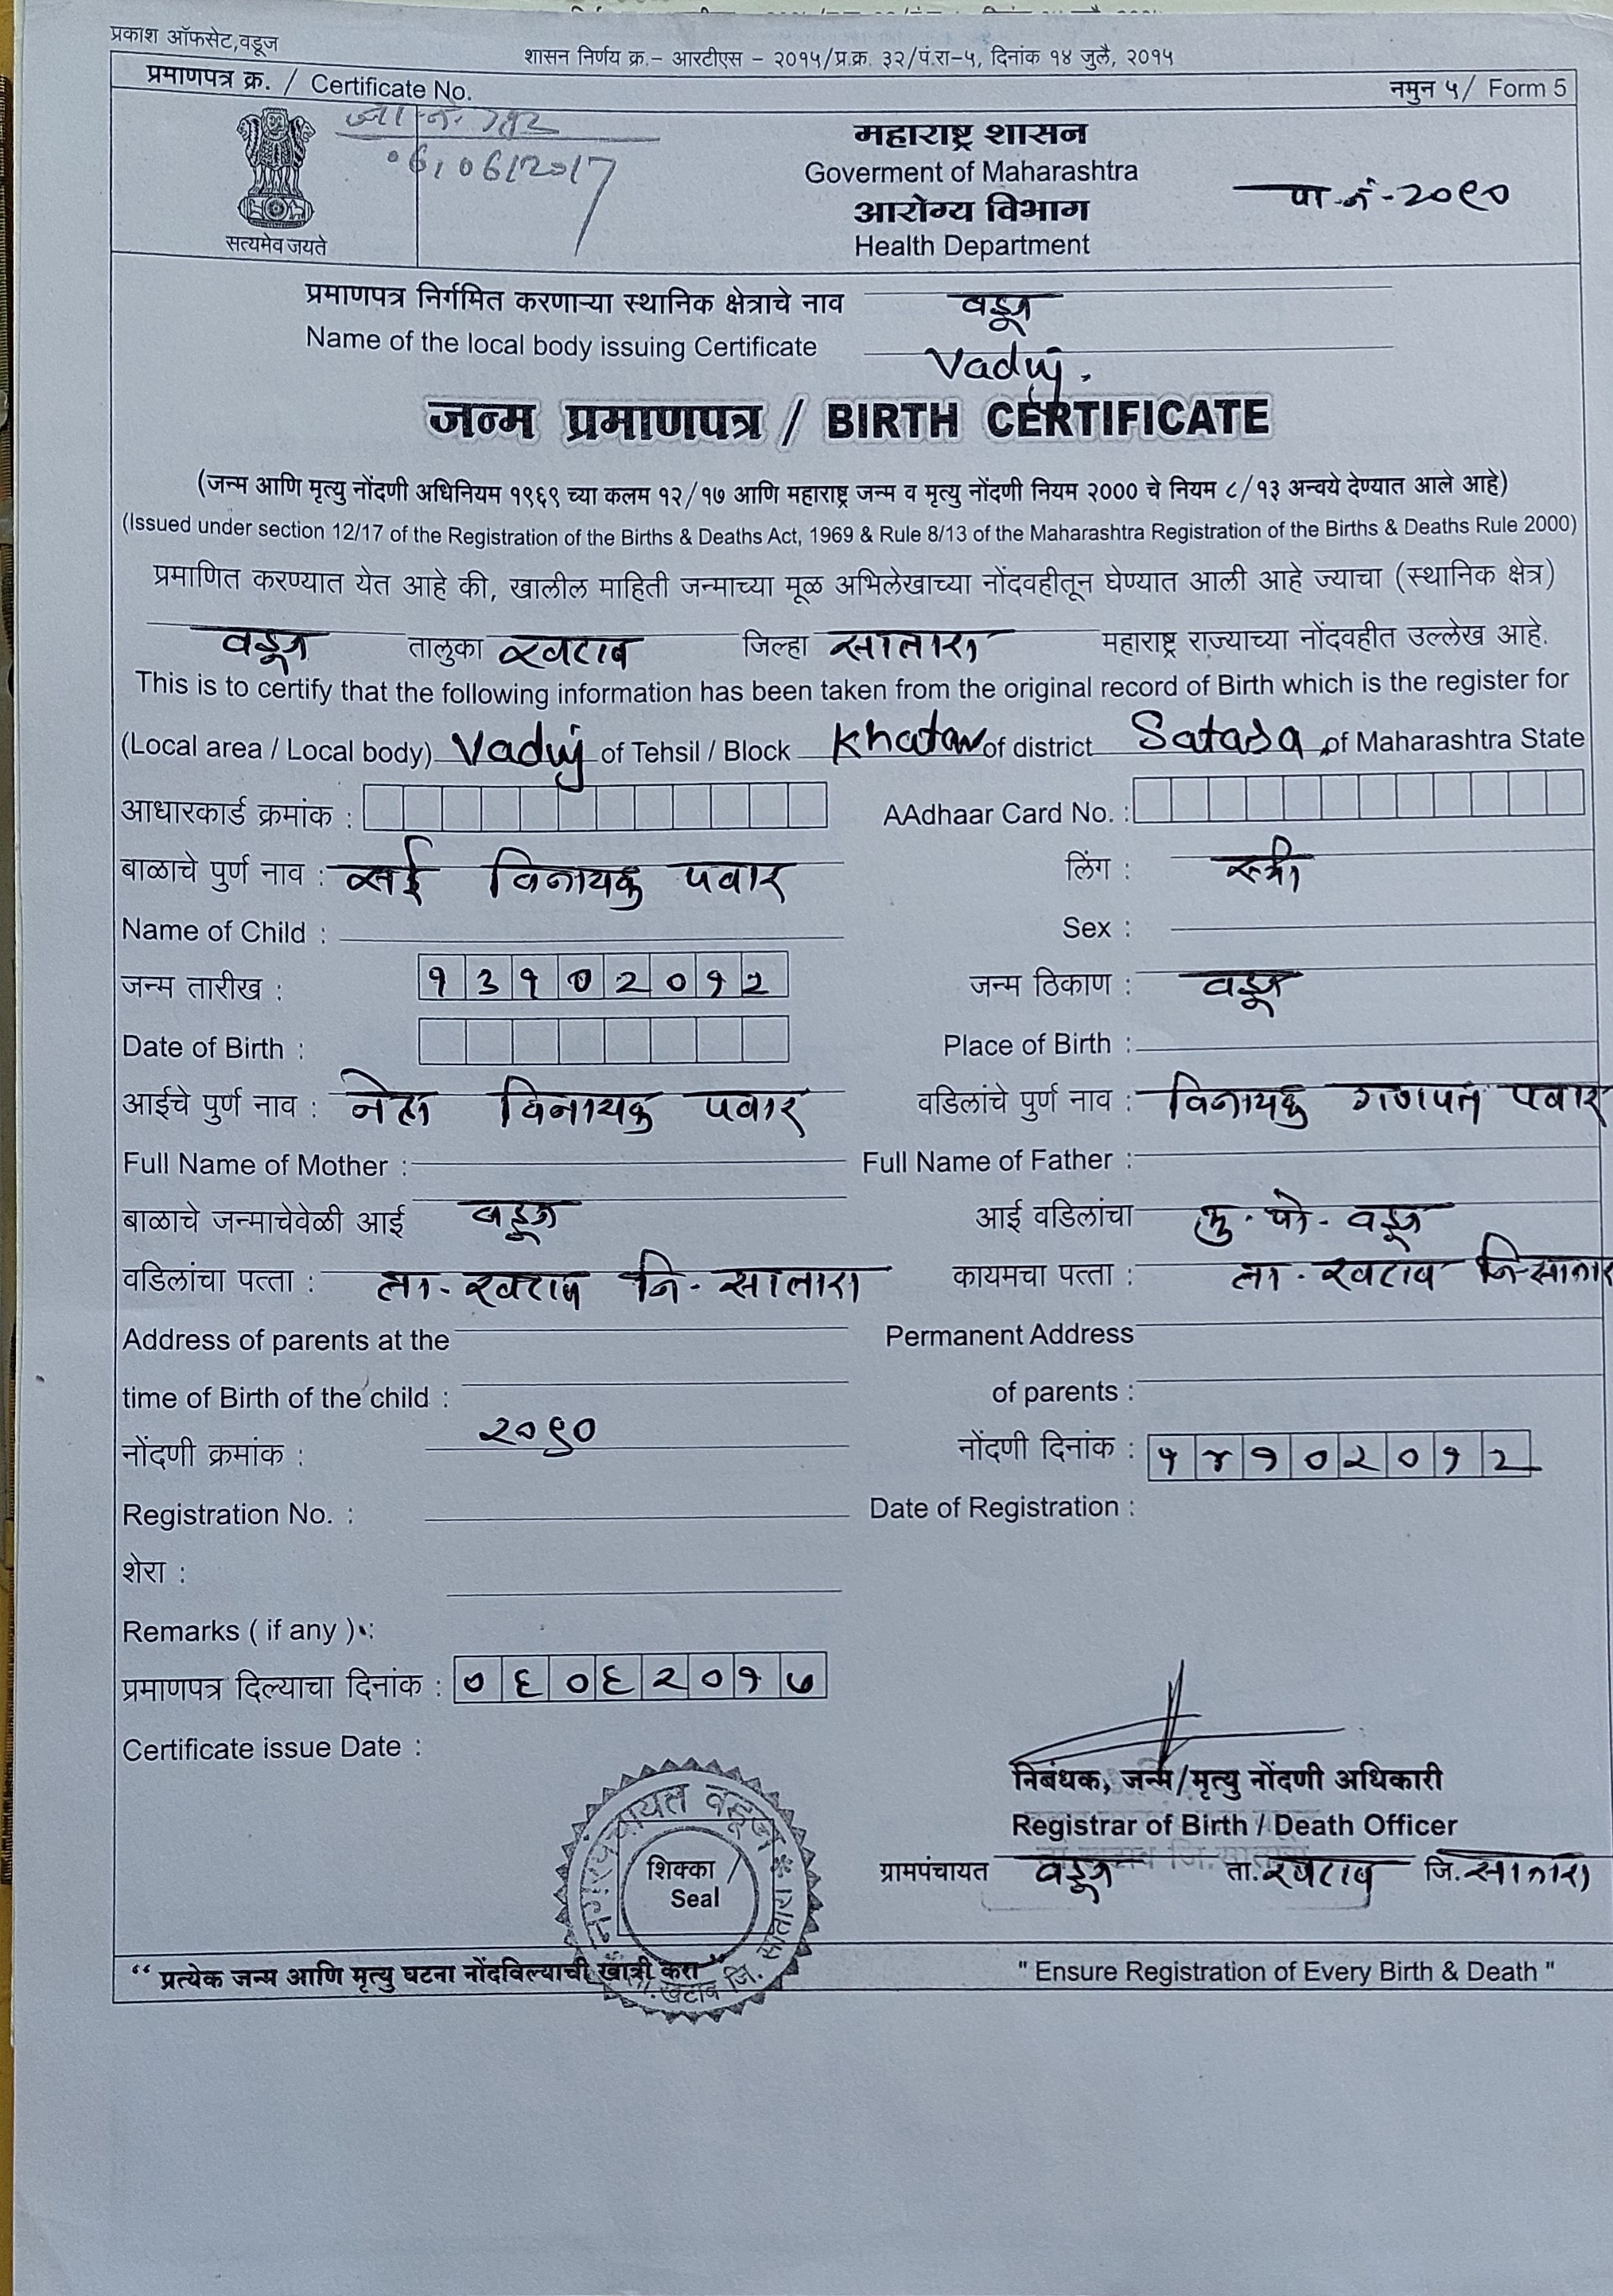 प्रकाश ऑफसेट,वडूज
शासन निर्णय क्र.- आरटीएस - २०१५/प्र.क्र. ३२/पं.रा-५, दिनांक १४ जुलै, २०१५
प्रमाणपत्र क्र. / Certificate No.
नमुन ५/ Form 5
06/06/2017
सत्यमेव जयते
महाराष्ट्र शासन
Goverment of Maharashtra
आरोग्य विभाग
Health Department
पा.नं-२०९०
प्रमाणपत्र निर्गमित करणाऱ्या स्थानिक क्षेत्राचे नाव वडूज
Name of the local body issuing Certificate Vaduj.
जन्म प्रमाणपत्र / BIRTH CERTIFICATE
(जन्म आणि मृत्यु नोंदणी अधिनियम १९६९ च्या कलम १२/१७ आणि महाराष्ट्र जन्म व मृत्यु नोंदणी नियम २००० चे नियम ८/१३ अन्वये देण्यात आले आहे)
(Issued under section 12/17 of the Registration of the Births & Deaths Act, 1969 & Rule 8/13 of the Maharashtra Registration of the Births & Deaths Rule 2000)
प्रमाणित करण्यात येत आहे की, खालील माहिती जन्माच्या मूळ अभिलेखाच्या नोंदवहीतून घेण्यात आली आहे ज्याचा (स्थानिक क्षेत्र)
वडूज तालुका खटाव जिल्हा सातारा महाराष्ट्र राज्याच्या नोंदवहीत उल्लेख आहे.
This is to certify that the following information has been taken from the original record of Birth which is the register for
(Local area / Local body) Vaduj of Tehsil / Block Khatav of district Satara of Maharashtra State
आधारकार्ड क्रमांक : AAdhaar Card No. :
बाळाचे पुर्ण नाव : सई विनायक पवार लिंग : स्त्री
Name of Child : Sex :
जन्म तारीख : १३१०२०१२ जन्म ठिकाण : वडूज
Date of Birth : Place of Birth :
आईचे पुर्ण नाव : नेहा विनायक पवार वडिलांचे पुर्ण नाव : विनायक गणपत पवार
Full Name of Mother : Full Name of Father :
बाळाचे जन्माचेवेळी आई वडूज आई वडिलांचा मु.पो. वडूज
वडिलांचा पत्ता : ता.खटाव जि.सातारा कायमचा पत्ता : ता.खटाव जि-सातारा
Address of parents at the Permanent Address
time of Birth of the child : of parents :
नोंदणी क्रमांक : २०९० नोंदणी दिनांक : १५१०२०१२
Registration No. : Date of Registration :
शेरा :
Remarks ( if any ) :
प्रमाणपत्र दिल्याचा दिनांक : ०६०६२०१७
Certificate issue Date :
निबंधक, जन्म/मृत्यु नोंदणी अधिकारी
Registrar of Birth / Death Officer
ग्रामपंचायत वडूज ता.खटाव जि.सातारा
नगरपंचायत वडूज * ता. खटाव जि. सातारा *
शिक्का /
Seal
“ प्रत्येक जन्म आणि मृत्यु घटना नोंदविल्याची खात्री करा ”
" Ensure Registration of Every Birth & Death "